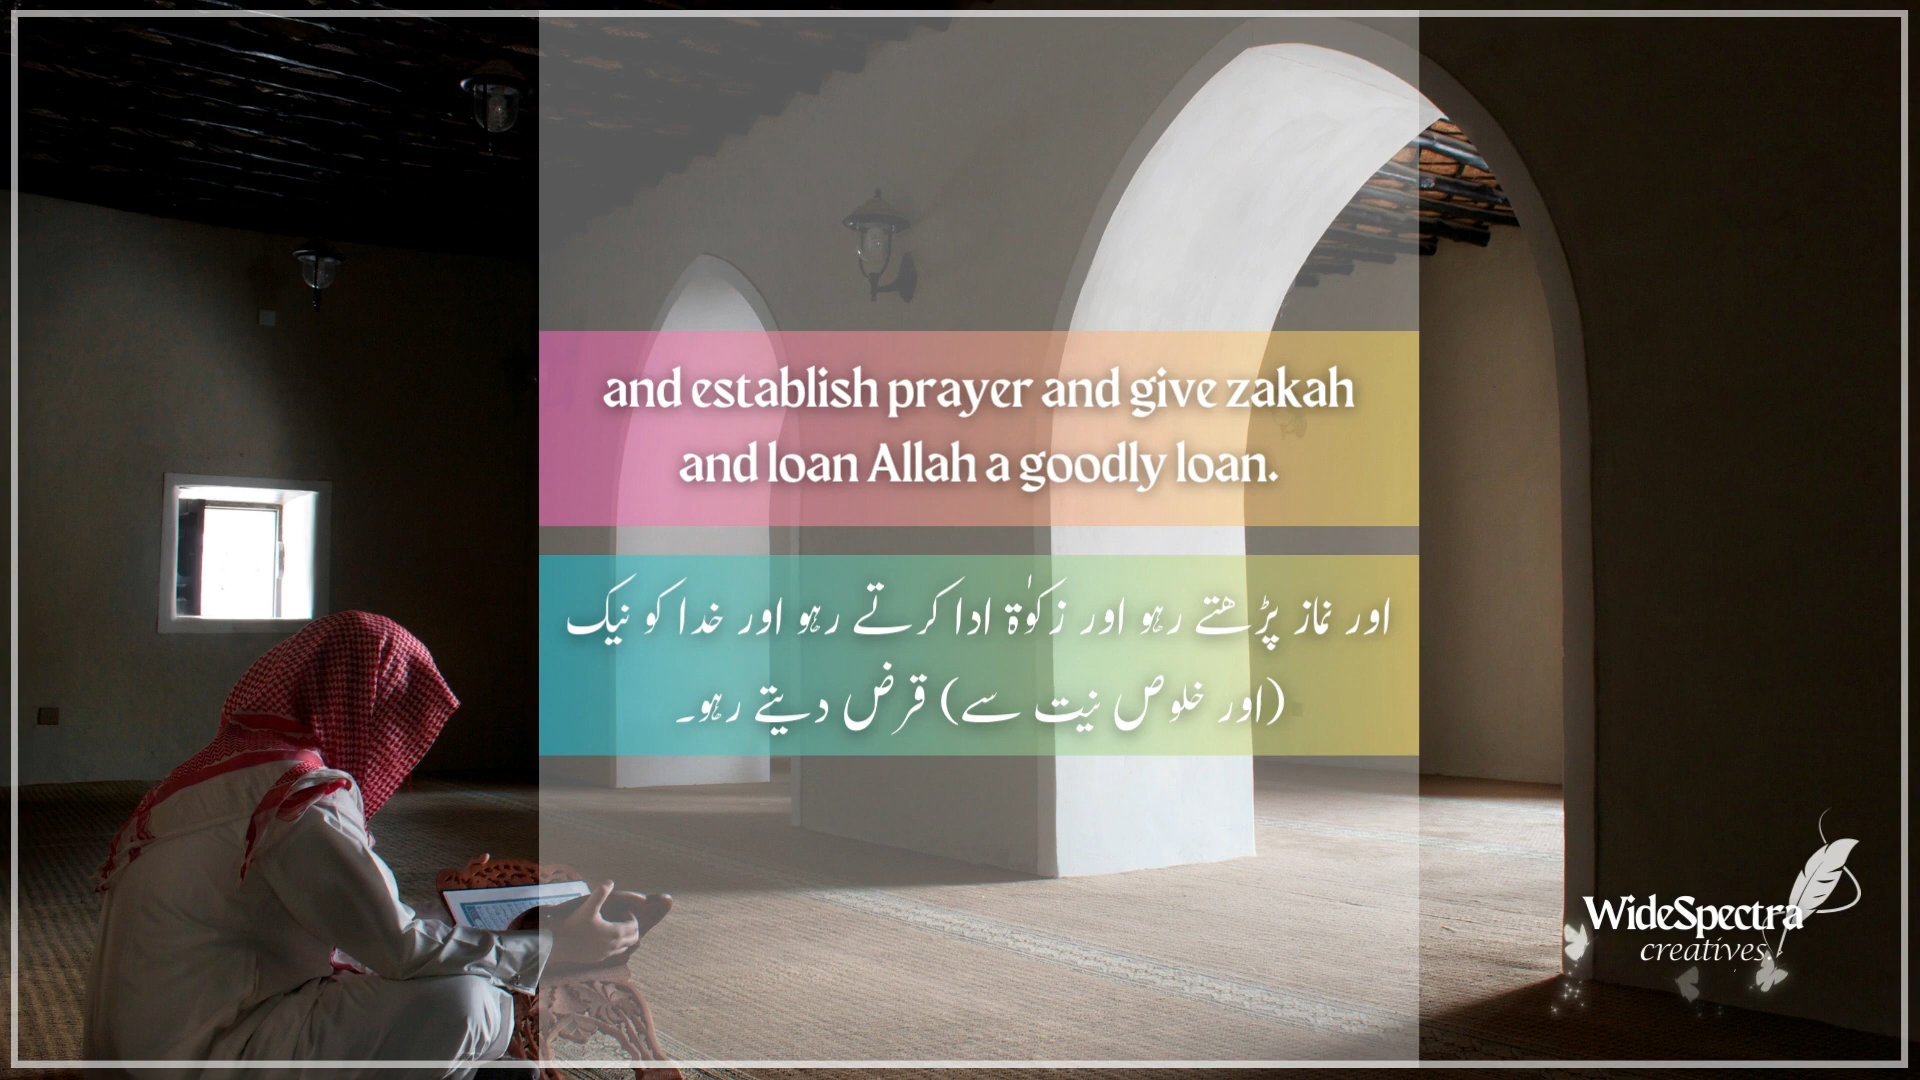 and establish prayer and give zakah
and loan Allah a goodly loan.
اور نماز پڑھتے رہو اور زکوٰۃ ادا کرتے رہو اور خدا کو نیک
(اور خلوص نیت سے) قرض دیتے رہو۔
WideSpectra
creatives.